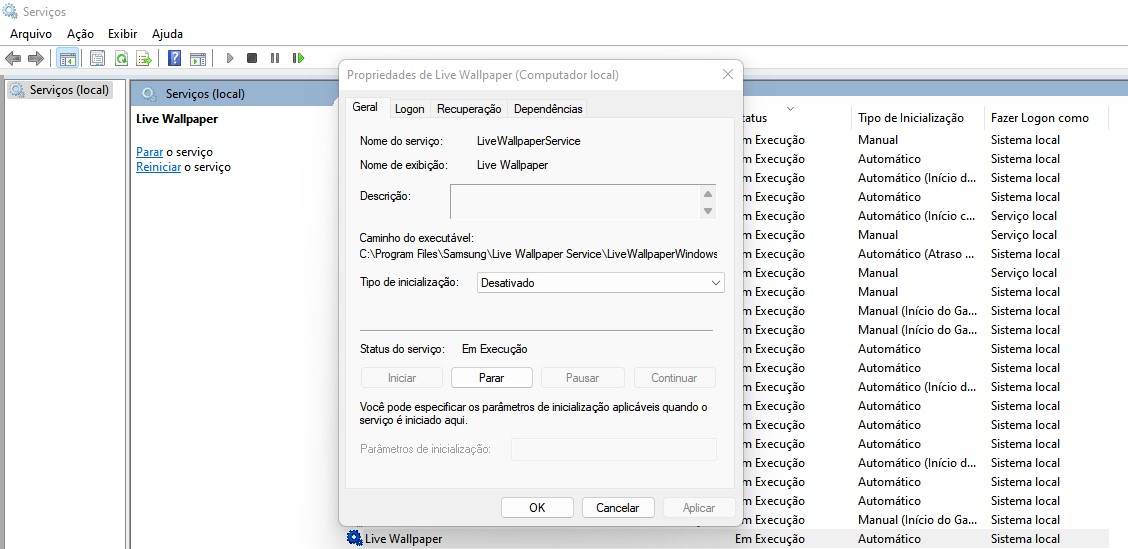 Serviços
Arquivo Ação Exibir Ajuda
Serviços (local)
Serviços (local)
Live Wallpaper
Parar o serviço
Reiniciar o serviço
Propriedades de Live Wallpaper (Computador local)
Geral Logon Recuperação Dependências
Nome do serviço: LiveWallpaperService
Nome de exibição: Live Wallpaper
Descrição:
Caminho do executável:
C:\Program Files\Samsung\Live Wallpaper Service\LiveWallpaperWindows
Tipo de inicialização: Desativado
Status do serviço: Em Execução
Iniciar Parar Pausar Continuar
Você pode especificar os parâmetros de inicialização aplicáveis quando o
serviço é iniciado aqui.
Parâmetros de inicialização:
OK Cancelar Aplicar
tatus Tipo de Inicialização Fazer Logon como
m Execução Manual Sistema local
m Execução Automático Sistema local
m Execução Automático (Início d... Sistema local
m Execução Automático Sistema local
m Execução Automático (Início c... Serviço local
m Execução Manual Serviço local
m Execução Automático (Atraso ... Sistema local
m Execução Manual Serviço local
m Execução Manual Sistema local
m Execução Manual (Início do Ga... Sistema local
m Execução Manual (Início do Ga... Sistema local
m Execução Automático Sistema local
m Execução Automático Sistema local
m Execução Automático (Início d... Sistema local
m Execução Automático Sistema local
m Execução Automático Sistema local
m Execução Automático Sistema local
m Execução Automático (Início d... Sistema local
m Execução Automático Sistema local
m Execução Automático Sistema local
m Execução Manual (Início do Ga... Sistema local
Live Wallpaper Em Execução Automático Sistema local